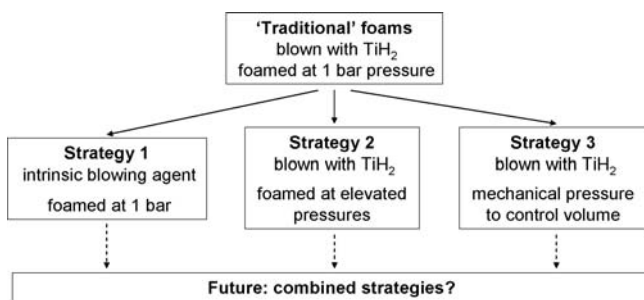 ‘Traditional’ foams
blown with TiH₂
foamed at 1 bar pressure
Strategy 1
intrinsic blowing agent
foamed at 1 bar
Strategy 2
blown with TiH₂
foamed at elevated
pressures
Strategy 3
blown with TiH₂
mechanical pressure
to control volume
Future: combined strategies?